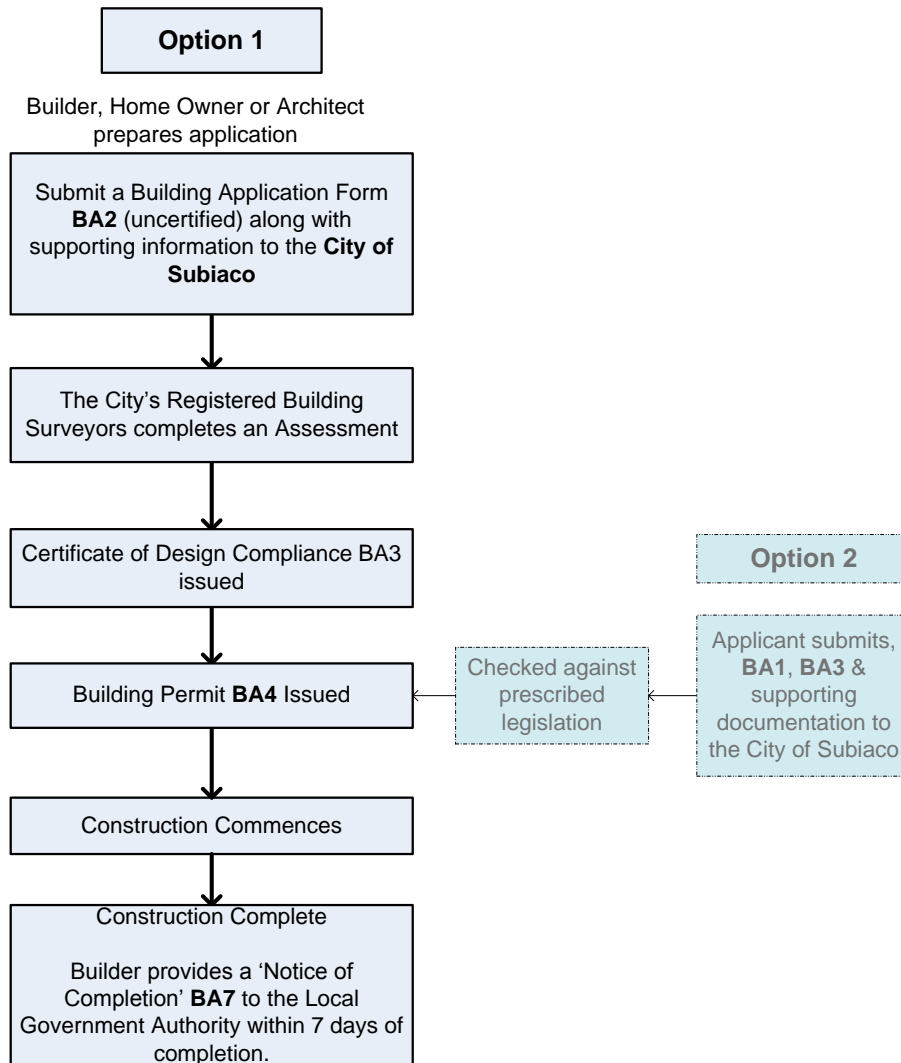 Option 1
Builder, Home Owner or Architect
prepares application
Submit a Building Application Form
BA2 (uncertified) along with
supporting information to the City of
Subiaco
The City's Registered Building
Surveyors completes an Assessment
Certificate of Design Compliance BA3
issued
Building Permit BA4 Issued
Construction Commences
Construction Complete
Builder provides a 'Notice of
Completion' BA7 to the Local
Government Authority within 7 days of
completion.
Option 2
Applicant submits,
BA1, BA3 &
supporting
documentation to
the City of Subiaco
Checked against
prescribed
legislation